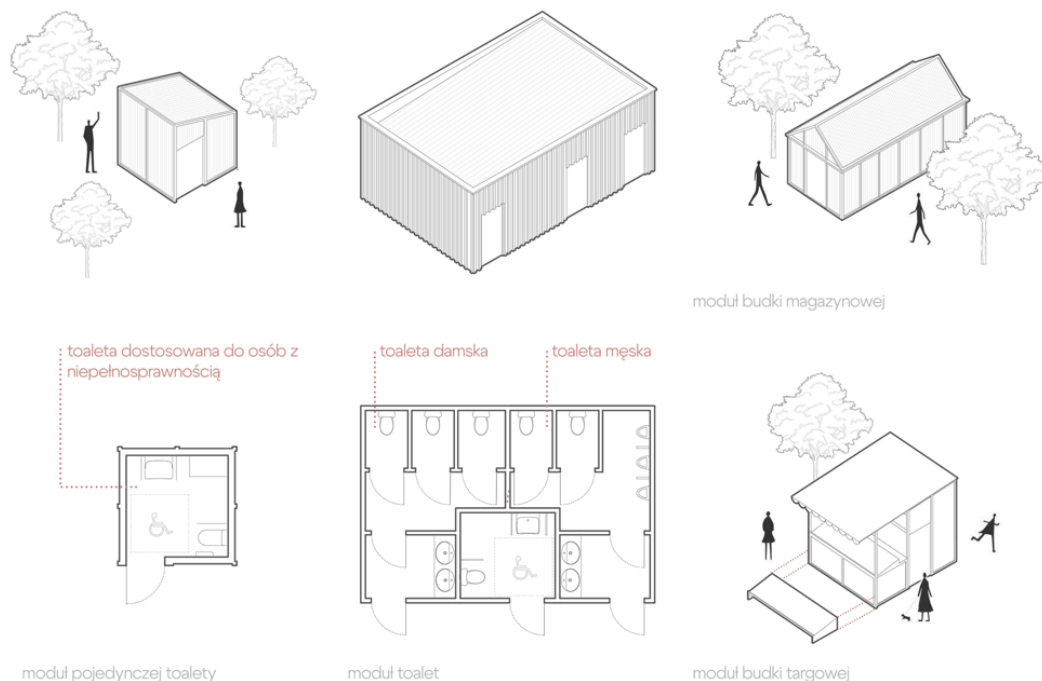 moduł budki magazynowej
toaleta dostosowana do osób z
niepełnosprawnością
toaleta damska
toaleta męska
moduł pojedynczej toalety
moduł toalet
moduł budki targowej